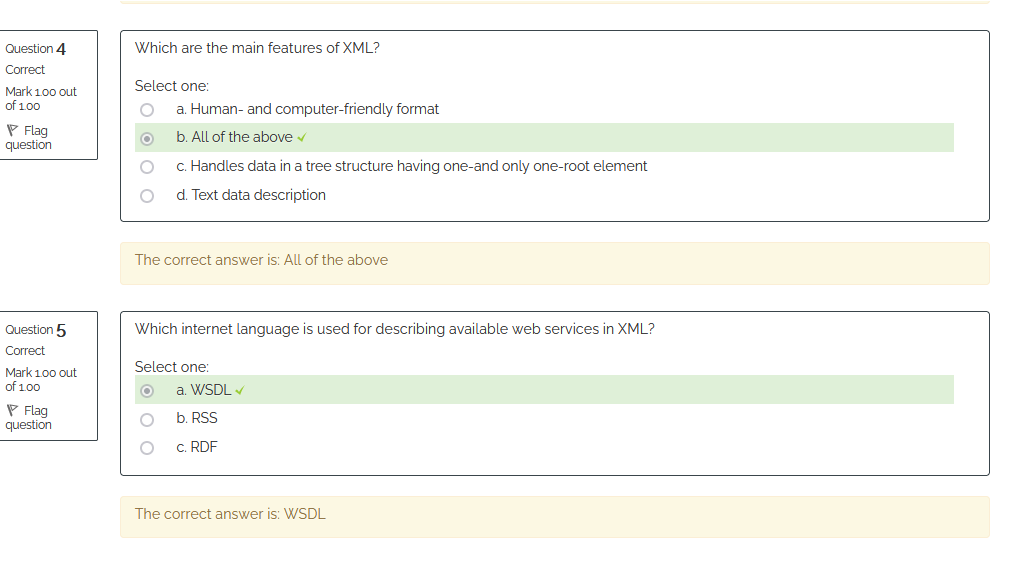 Question 4
Correct
Mark 1.00 out
of 1.00
Flag
question
Which are the main features of XML?
Select one:
a. Human- and computer-friendly format
b. All of the above
c. Handles data in a tree structure having one-and only one-root element
d. Text data description
The correct answer is: All of the above
Question 5
Correct
Mark 1.00 out
of 1.00
Flag
question
Which internet language is used for describing available web services in XML?
Select one:
a. WSDL
b. RSS
c. RDF
The correct answer is: WSDL